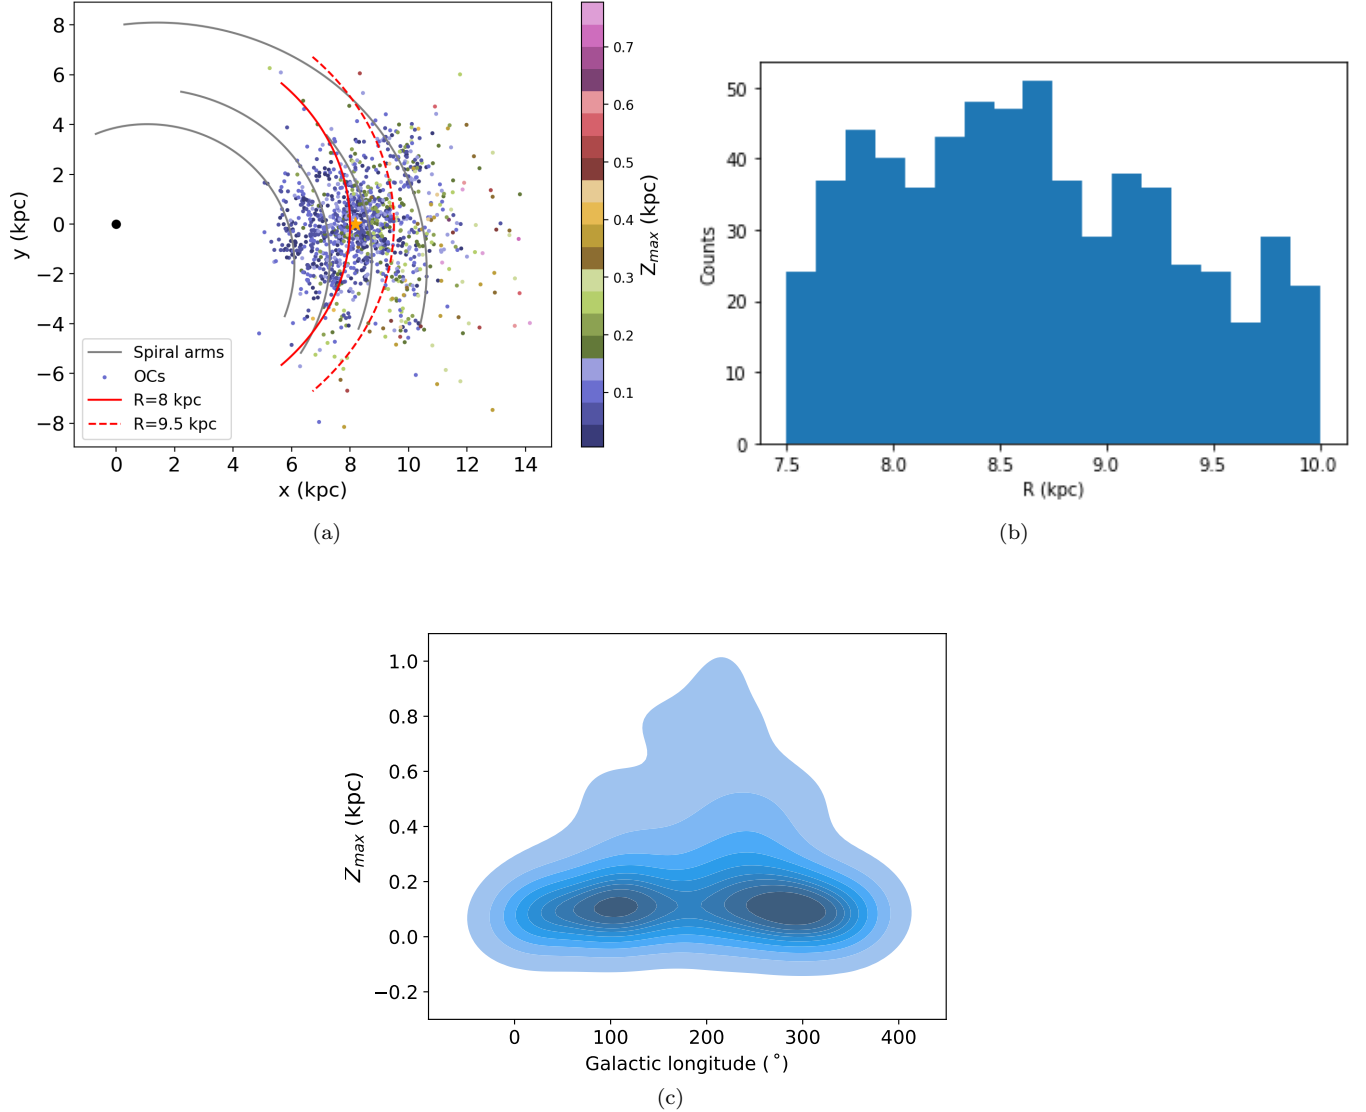 8
6
4
2
0
−2
−4
−6
−8
y (kpc)
Spiral arms
OCs
R=8 kpc
R=9.5 kpc
0 2 4 6 8 10 12 14
x (kpc)
0.7
0.6
0.5
0.4
0.3
0.2
0.1
Z_max (kpc)
(a)
50
40
30
20
10
0
Counts
7.5 8.0 8.5 9.0 9.5 10.0
R (kpc)
(b)
1.0
0.8
0.6
0.4
0.2
0.0
−0.2
Z_max (kpc)
0 100 200 300 400
Galactic longitude (˚)
(c)